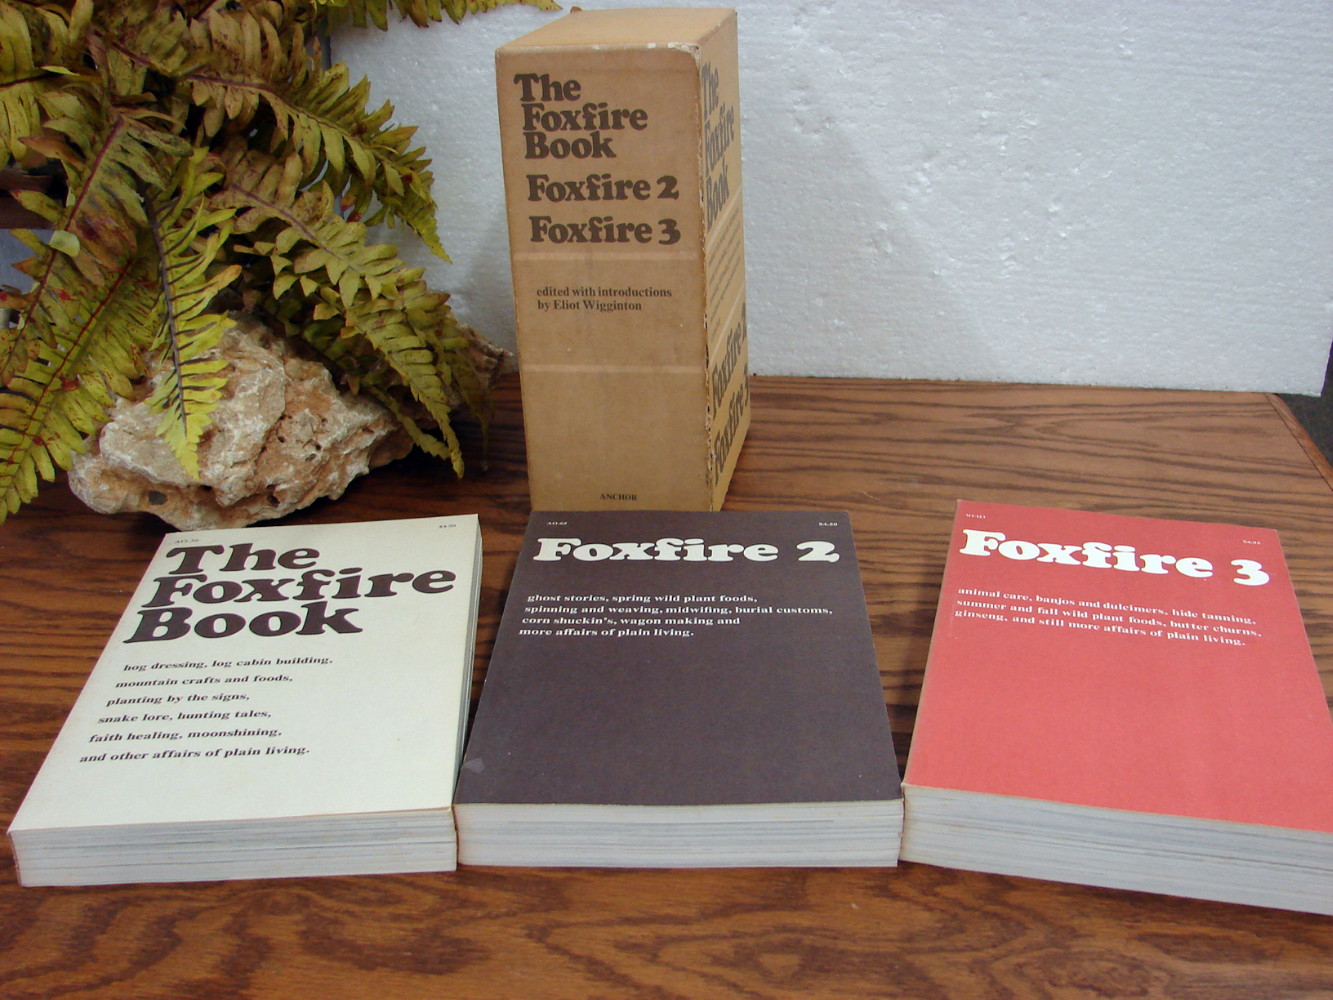 The
Foxfire
Book
Foxfire 2
Foxfire 3
edited with introductions
by Eliot Wigginton
ANCHOR
The
Foxfire
Book
Foxfire 2
Foxfire 3
The
Foxfire
Book
hog dressing, log cabin building,
mountain crafts and foods,
planting by the signs,
snake lore, hunting tales,
faith healing, moonshining,
and other affairs of plain living.
Foxfire 2
ghost stories, spring wild plant foods,
spinning and weaving, midwifing, burial customs,
corn shuckin's, wagon making and
more affairs of plain living.
Foxfire 3
animal care, banjos and dulcimers, hide tanning,
summer and fall wild plant foods, butter churns,
ginseng, and still more affairs of plain living.